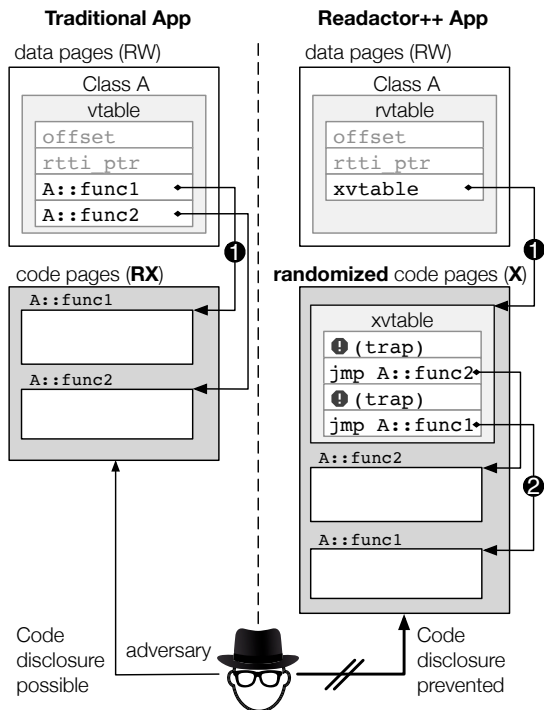 Traditional App
data pages (RW)
Class A
vtable
offset
rtti_ptr
A::func1
A::func2
1
code pages (RX)
A::func1
A::func2
Code
disclosure
possible
adversary
Readactor++ App
data pages (RW)
Class A
rvtable
offset
rtti_ptr
xvtable
1
randomized code pages (X)
xvtable
! (trap)
jmp A::func2
! (trap)
jmp A::func1
A::func2
2
A::func1
Code
disclosure
prevented